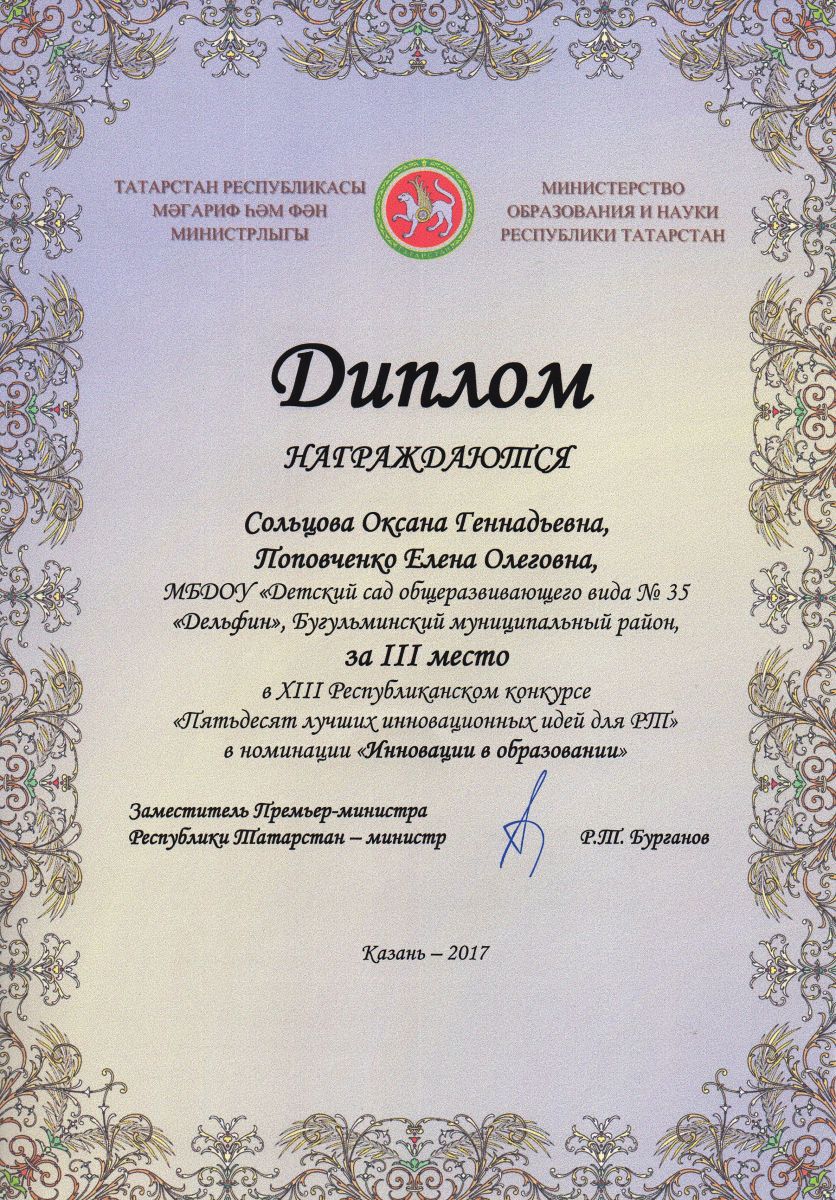 ТАТАРСТАН РЕСПУБЛИКАСЫ
МӘГАРИФ ҺӘМ ФӘН
МИНИСТРЛЫГЫ
ТАТАРСТАН
МИНИСТЕРСТВО
ОБРАЗОВАНИЯ И НАУКИ
РЕСПУБЛИКИ ТАТАРСТАН
Диплом
НАГРАЖДАЮТСЯ
Сольцова Оксана Геннадьевна,
Поповченко Елена Олеговна,
МБДОУ «Детский сад общеразвивающего вида № 35
«Дельфин», Бугульминский муниципальный район,
за III место
в XIII Республиканском конкурсе
«Пятьдесят лучших инновационных идей для РТ»
в номинации «Инновации в образовании»
Заместитель Премьер-министра
Республики Татарстан – министр
Р.Т. Бурганов
Казань – 2017